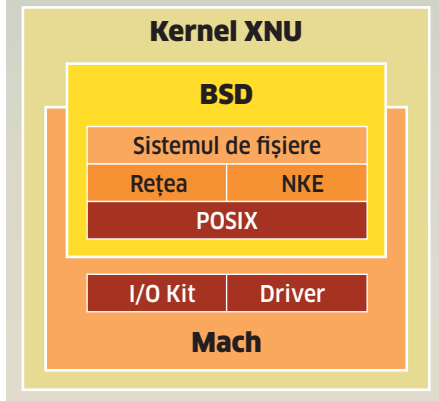 Kernel XNU
BSD
Sistemul de fișiere
Rețea NKE
POSIX
I/O Kit Driver
Mach